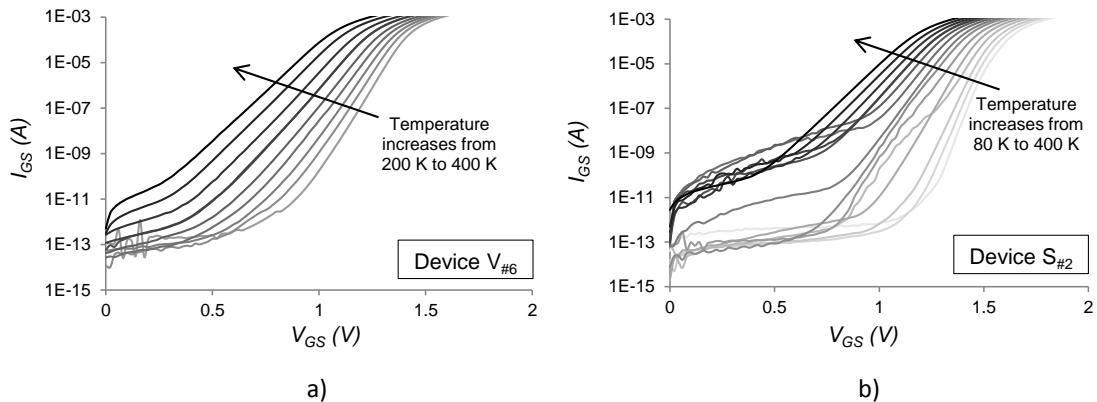 1E-03
1E-05
1E-07
1E-09
1E-11
1E-13
1E-15
I_GS (A)
Temperature
increases from
200 K to 400 K
Device V#6
0
0.5
1
1.5
2
V_GS (V)
a)
1E-03
1E-05
1E-07
1E-09
1E-11
1E-13
1E-15
I_GS (A)
Temperature
increases from
80 K to 400 K
Device S#2
0
0.5
1
1.5
2
V_GS (V)
b)